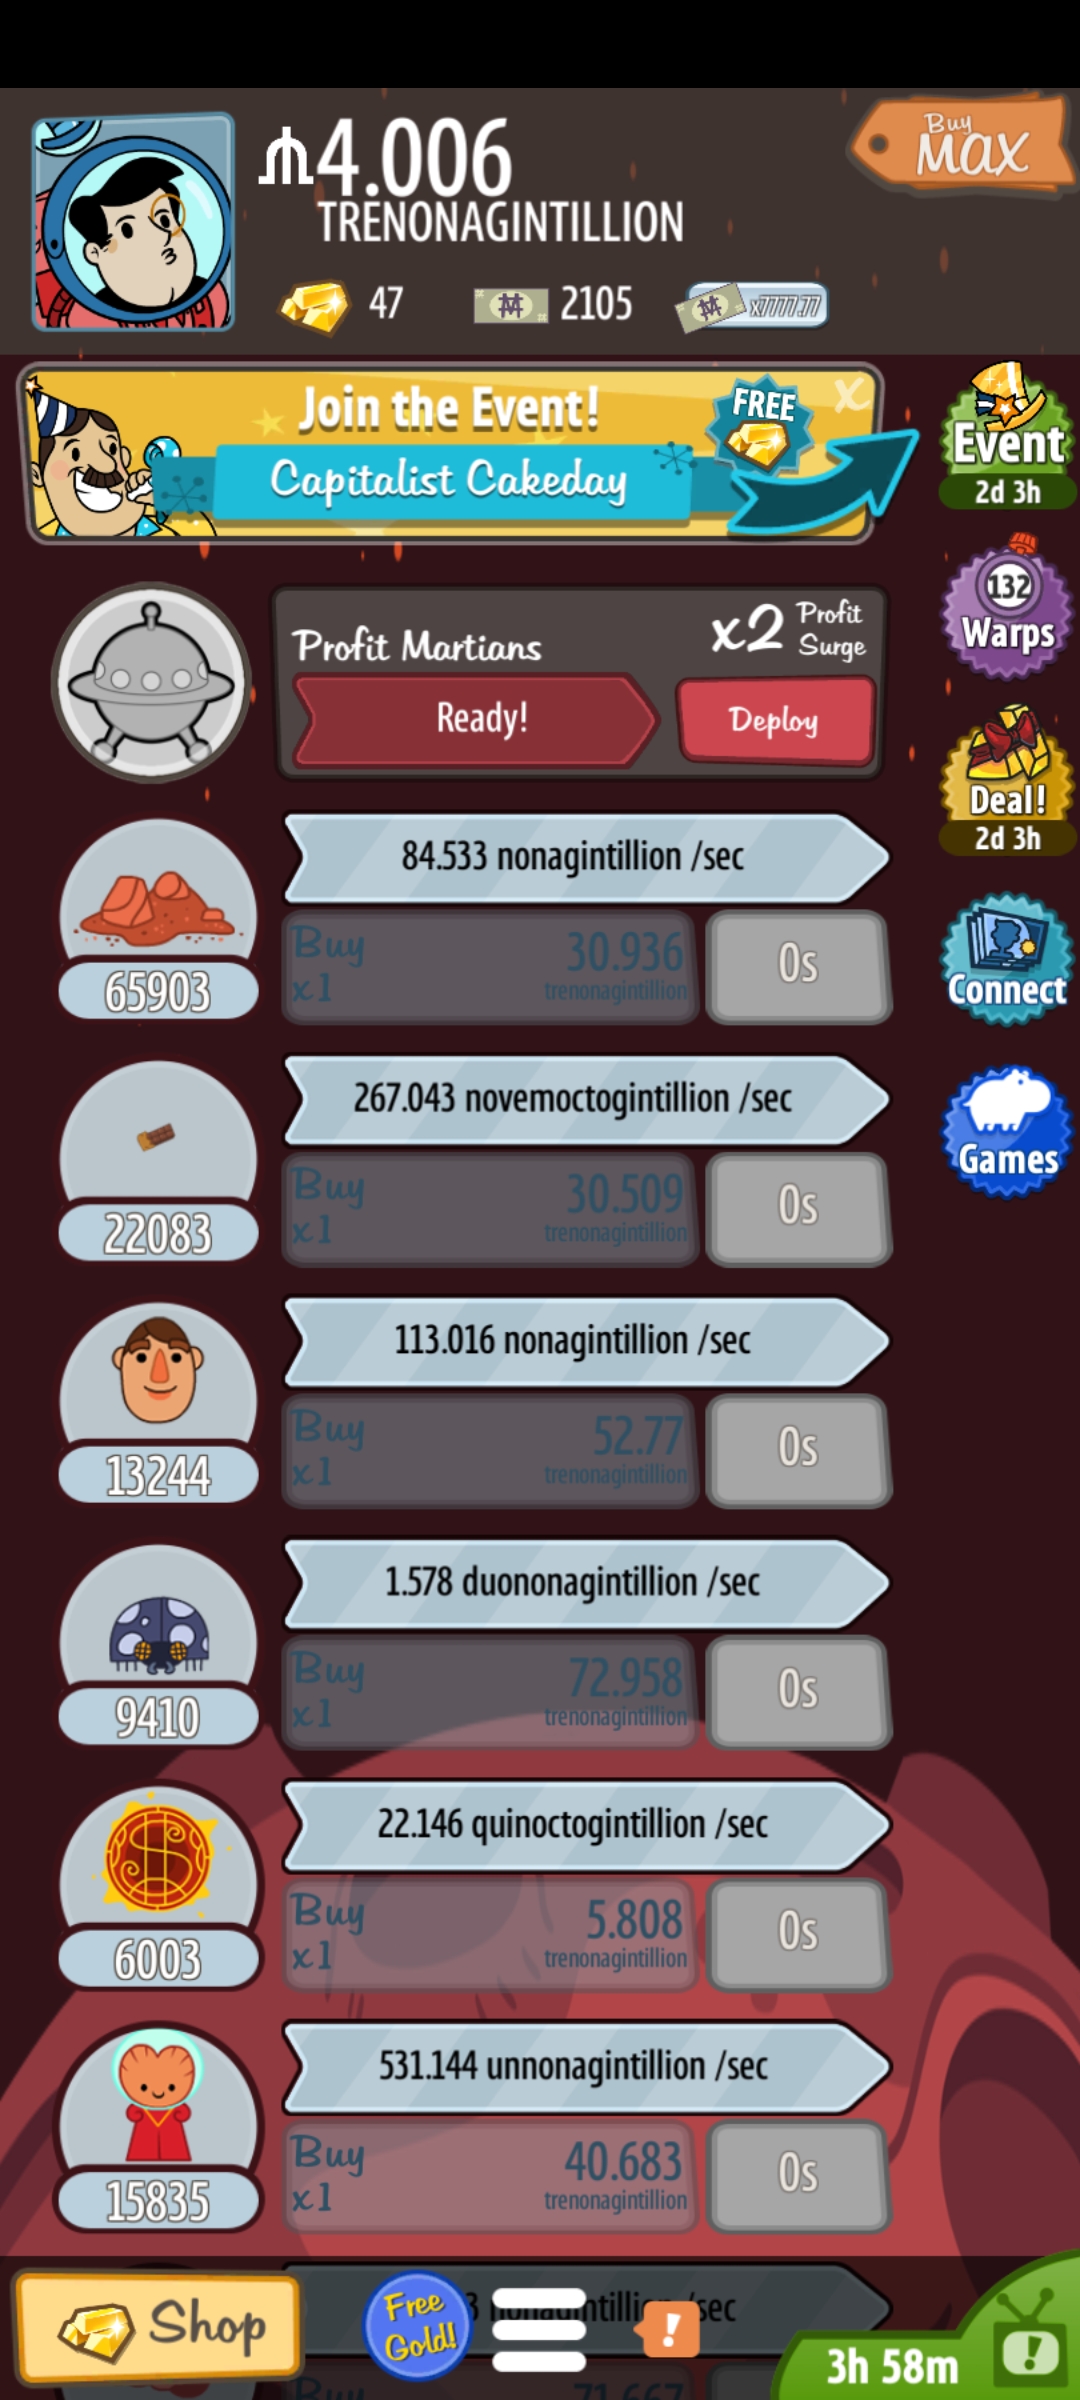 Buy
MAX
4.006
TRENONAGINTILLION
47
2105
x7777.77
Join the Event!
FREE
X
Capitalist Cakeday
Event
2d 3h
Profit Martians
x2 Profit Surge
Ready!
Deploy
132
Warps
84.533 nonagintillion /sec
65903
Buy x1
30.936
trenonagintillion
0s
Deal!
2d 3h
Connect
267.043 novemoctogintillion /sec
22083
Buy x1
30.509
trenonagintillion
0s
Games
113.016 nonagintillion /sec
13244
Buy x1
52.77
trenonagintillion
0s
1.578 duononagintillion /sec
9410
Buy x1
72.958
trenonagintillion
0s
22.146 quinoctogintillion /sec
6003
Buy x1
5.808
trenonagintillion
0s
531.144 unnonagintillion /sec
15835
Buy x1
40.683
trenonagintillion
0s
Shop
Free Gold!
/sec
!
3h 58m
!
Buy
71.667